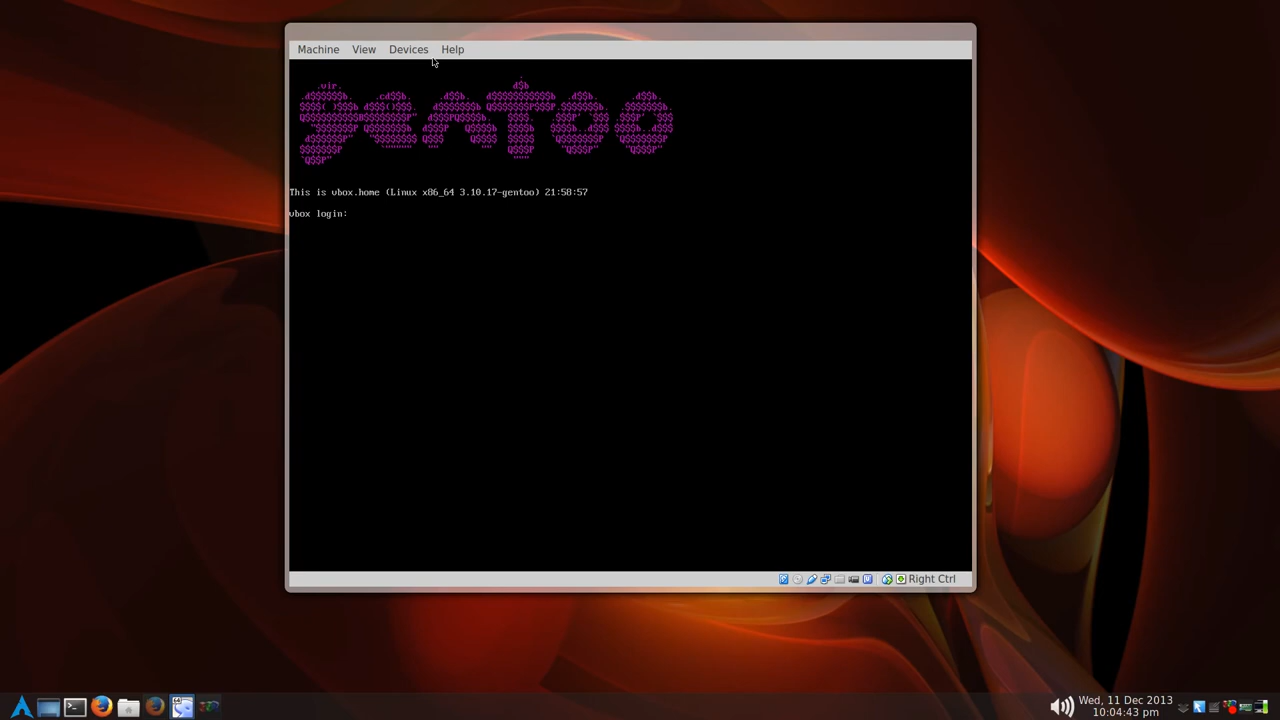 Machine View Devices Help
This is vbox.home (Linux x86_64 3.10.17-gentoo) 21:58:57
vbox login:
Right Ctrl
Wed, 11 Dec 2013
10:04:43 pm